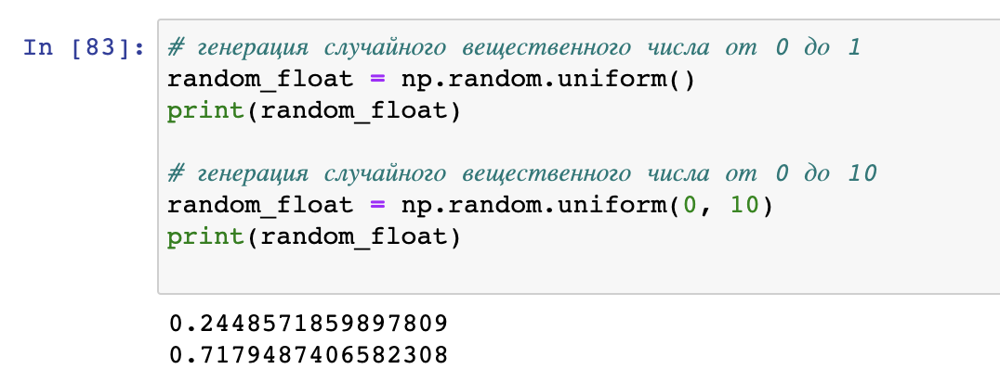 In [83]:
# генерация случайного вещественного числа от 0 до 1
random_float = np.random.uniform()
print(random_float)
# генерация случайного вещественного числа от 0 до 10
random_float = np.random.uniform(0, 10)
print(random_float)
0.2448571859897809
0.7179487406582308